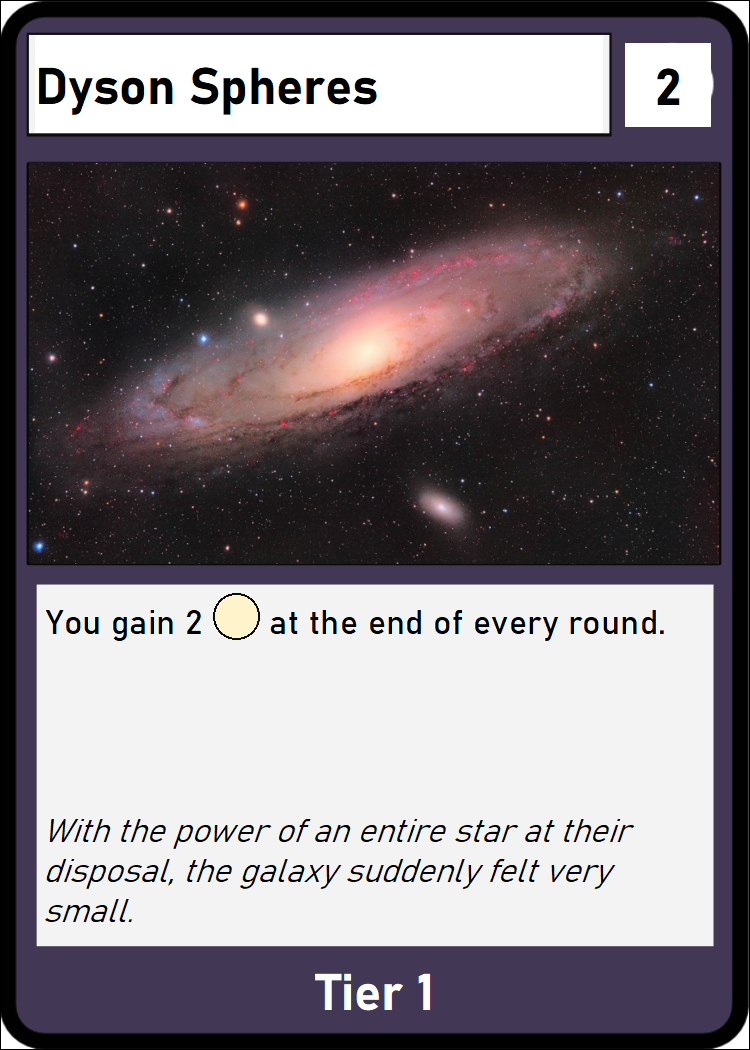 Dyson Spheres
2
You gain 2 at the end of every round.
With the power of an entire star at their
disposal, the galaxy suddenly felt very
small.
Tier 1